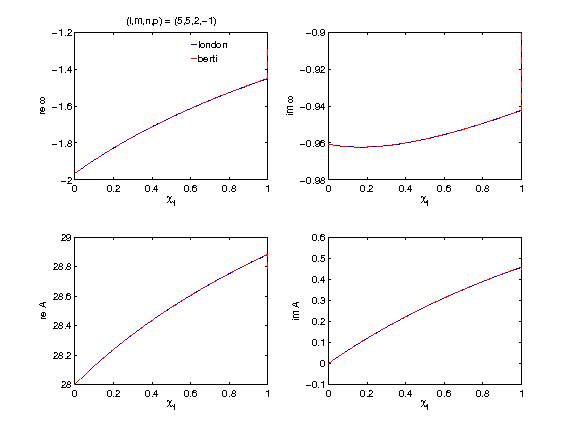 (l,m,n,p) = (5,5,2,−1)
london
berti
−1.2
−1.4
−1.6
−1.8
−2
re ω
0 0.2 0.4 0.6 0.8 1
χf
−0.9
−0.92
−0.94
−0.96
−0.98
im ω
0 0.2 0.4 0.6 0.8 1
χf
29
28.8
28.6
28.4
28.2
28
re A
0 0.2 0.4 0.6 0.8 1
χf
0.6
0.5
0.4
0.3
0.2
0.1
0
−0.1
im A
0 0.2 0.4 0.6 0.8 1
χf